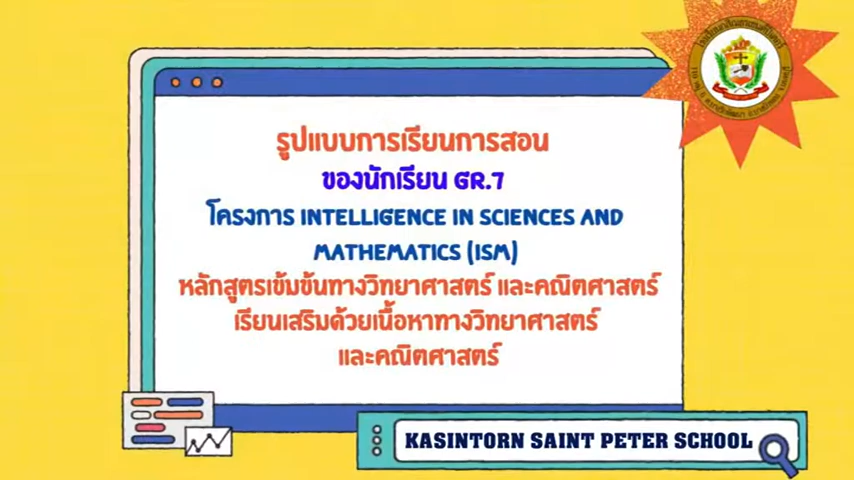 รูปแบบการเรียนการสอน
ของนักเรียน GR.7
โครงการ INTELLIGENCE IN SCIENCES AND
MATHEMATICS (ISM)
หลักสูตรเข้มข้นทางวิทยาศาสตร์ และคณิตศาสตร์
เรียนเสริมด้วยเนื้อหาทางวิทยาศาสตร์
และคณิตศาสตร์
KASINTORN SAINT PETER SCHOOL